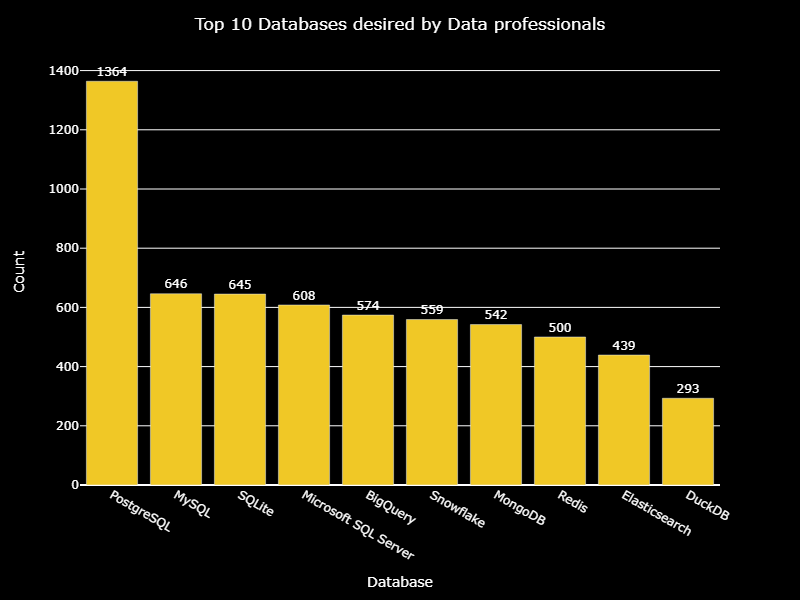 Top 10 Databases desired by Data professionals
Count
1400
1200
1000
800
600
400
200
0
1364
646
645
608
574
559
542
500
439
293
PostgreSQL
MySQL
SQLite
Microsoft SQL Server
BigQuery
Snowflake
MongoDB
Redis
Elasticsearch
DuckDB
Database